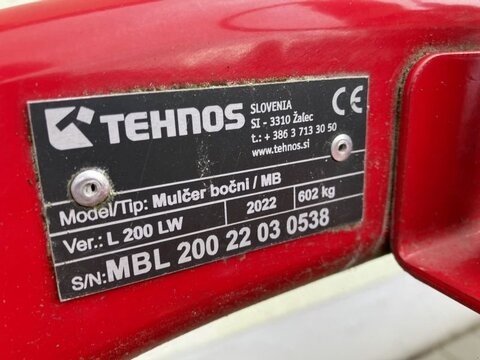 TEHNOS
SLOVENIA
SI - 3310 Žalec
t.: + 386 3 713 30 50
www.tehnos.si
CE
Model/Tip: Mulčer bočni / MB
Ver.: L 200 LW 2022 602 kg
S/N: MBL 200 22 03 0538